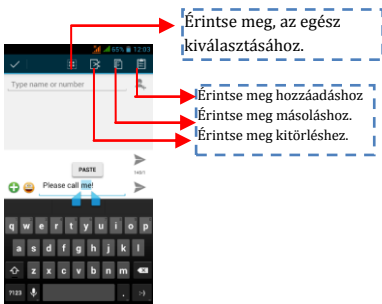 Érintse meg, az egész
kiválasztásához.
65% 12:03
Type name or number
Érintse meg hozzáadáshoz
Érintse meg másoláshoz.
Érintse meg kitörléshez.
PASTE
Please call me!
q w e r t y u i o p
a s d f g h j k l
z x c v b n m
?123 . :-)